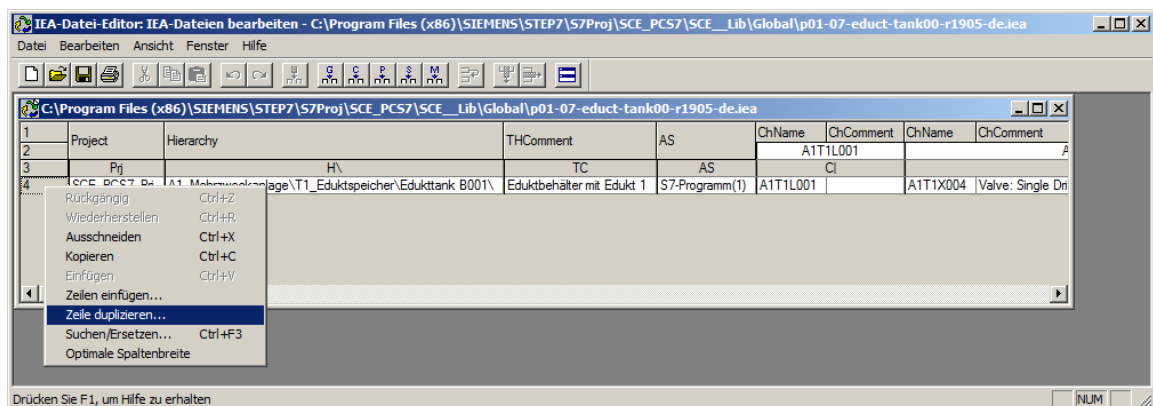 IEA-Datei-Editor: IEA-Dateien bearbeiten - C:\Program Files (x86)\SIEMENS\STEP7\S7Proj\SCE_PCS7\SCE__Lib\Global\p01-07-educt-tank00-r1905-de.iea
Datei Bearbeiten Ansicht Fenster Hilfe
C:\Program Files (x86)\SIEMENS\STEP7\S7Proj\SCE_PCS7\SCE__Lib\Global\p01-07-educt-tank00-r1905-de.iea
1 Project Hierarchy THComment AS ChName ChComment ChName ChComment
2 A1T1L001 A
3 Prj H\ TC AS C|
4 SCE_PCS7_Prj A1_Mehrzweckanlage\T1_Eduktspeicher\Edukttank B001\ Eduktbehälter mit Edukt 1 S7-Programm(1) A1T1L001 A1T1X004 Valve: Single Dri
Rückgängig Ctrl+Z
Wiederherstellen Ctrl+R
Ausschneiden Ctrl+X
Kopieren Ctrl+C
Einfügen Ctrl+V
Zeilen einfügen...
Zeile duplizieren...
Suchen/Ersetzen... Ctrl+F3
Optimale Spaltenbreite
Drücken Sie F1, um Hilfe zu erhalten NUM